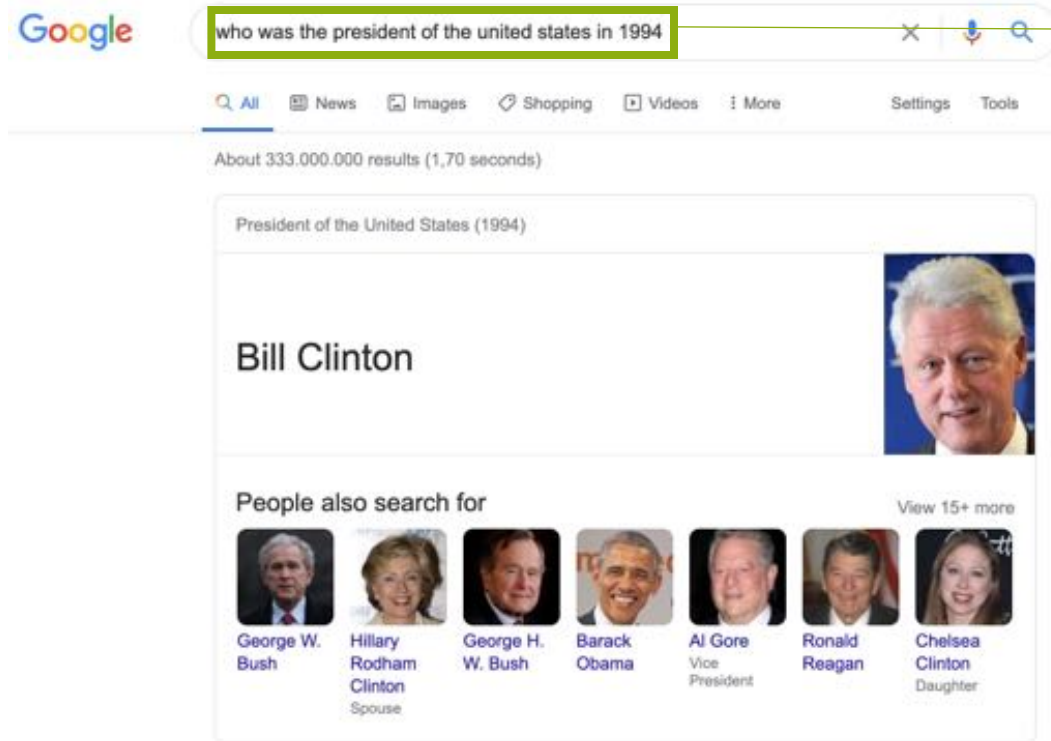 Google
who was the president of the united states in 1994
All News Images Shopping Videos More Settings Tools
About 333.000.000 results (1,70 seconds)
President of the United States (1994)
Bill Clinton
People also search for
View 15+ more
George W.
Bush
Hillary
Rodham
Clinton
Spouse
George H.
W. Bush
Barack
Obama
Al Gore
Vice
President
Ronald
Reagan
Chelsea
Clinton
Daughter